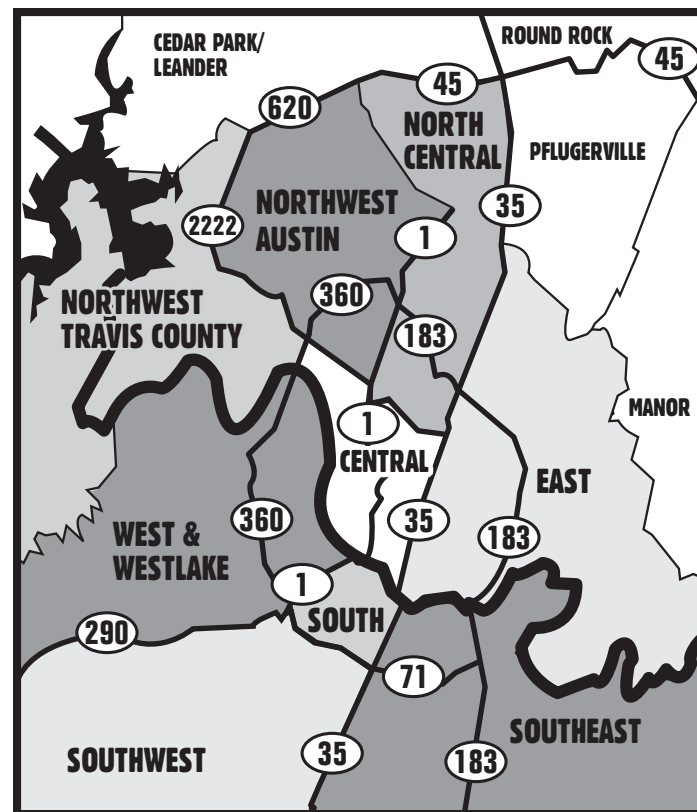 CEDAR PARK/
LEANDER
ROUND ROCK
45
45
620
NORTH
CENTRAL
PFLUGERVILLE
NORTHWEST
AUSTIN
35
2222
1
360
NORTHWEST
TRAVIS COUNTY
183
MANOR
1
CENTRAL
EAST
360
35
183
WEST &
WESTLAKE
1
SOUTH
290
71
SOUTHEAST
SOUTHWEST
35
183